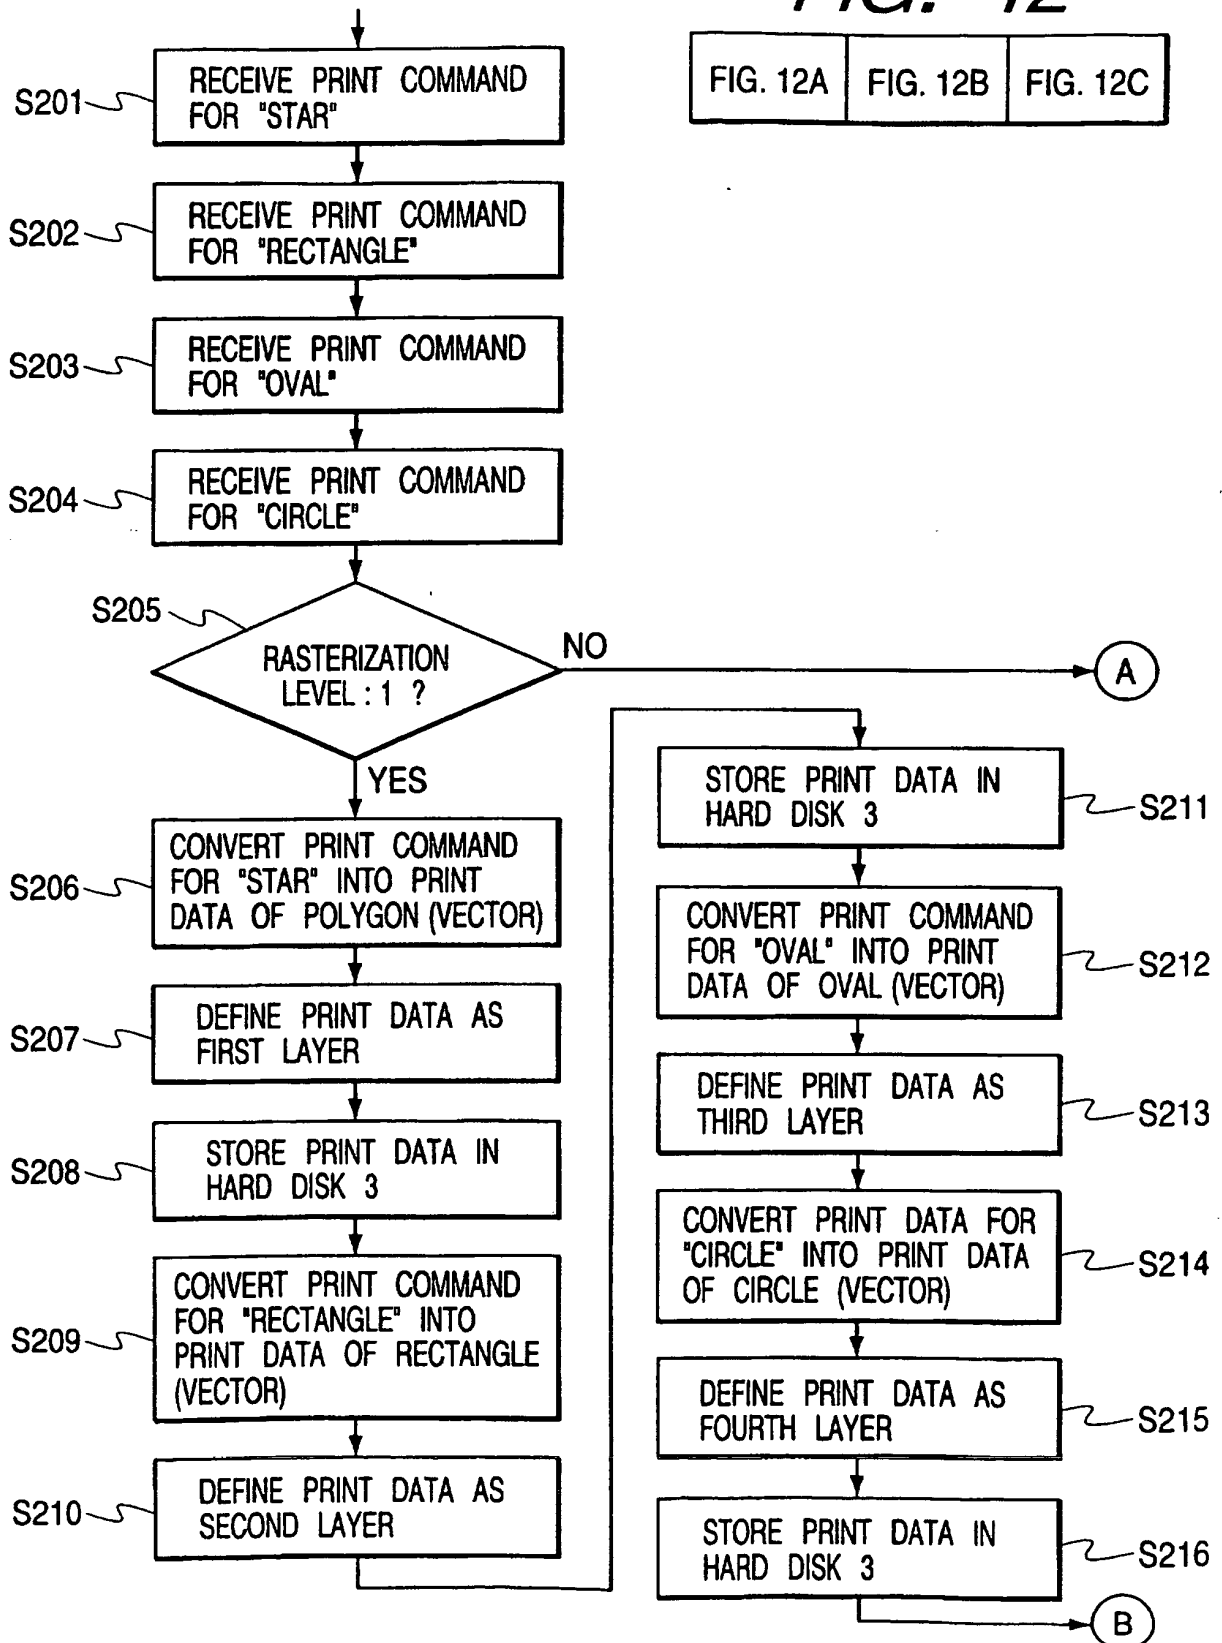 FIG. 12
FIG. 12A FIG. 12B FIG. 12C
S201
RECEIVE PRINT COMMAND
FOR "STAR"
S202
RECEIVE PRINT COMMAND
FOR "RECTANGLE"
S203
RECEIVE PRINT COMMAND
FOR "OVAL"
S204
RECEIVE PRINT COMMAND
FOR "CIRCLE"
S205
RASTERIZATION
LEVEL : 1 ?
NO
A
YES
S206
CONVERT PRINT COMMAND
FOR "STAR" INTO PRINT
DATA OF POLYGON (VECTOR)
S207
DEFINE PRINT DATA AS
FIRST LAYER
S208
STORE PRINT DATA IN
HARD DISK 3
S209
CONVERT PRINT COMMAND
FOR "RECTANGLE" INTO
PRINT DATA OF RECTANGLE
(VECTOR)
S210
DEFINE PRINT DATA AS
SECOND LAYER
STORE PRINT DATA IN
HARD DISK 3
S211
CONVERT PRINT COMMAND
FOR "OVAL" INTO PRINT
DATA OF OVAL (VECTOR)
S212
DEFINE PRINT DATA AS
THIRD LAYER
S213
CONVERT PRINT DATA FOR
"CIRCLE" INTO PRINT DATA
OF CIRCLE (VECTOR)
S214
DEFINE PRINT DATA AS
FOURTH LAYER
S215
STORE PRINT DATA IN
HARD DISK 3
S216
B